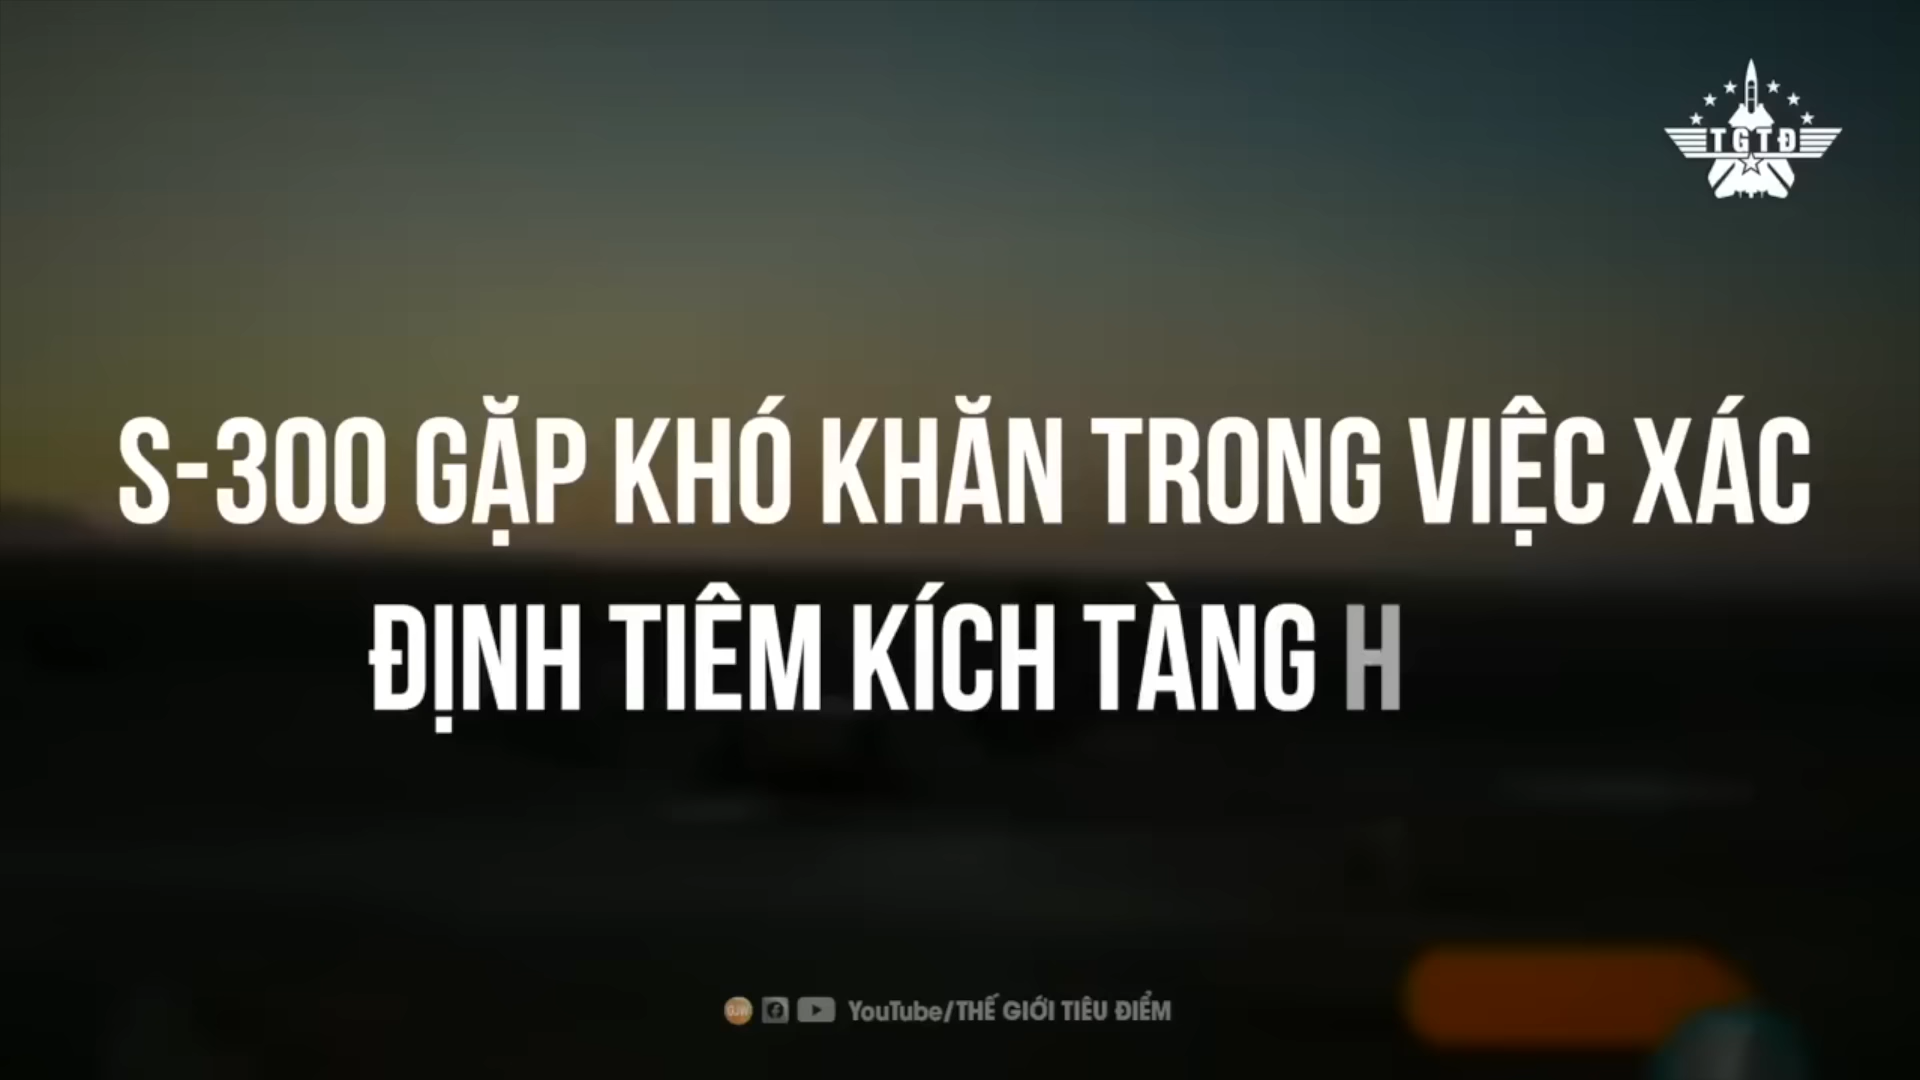 TGTĐ
S-300 GẶP KHÓ KHĂN TRONG VIỆC XÁC
ĐỊNH TIÊM KÍCH TÀNG H
YouTube/THẾ GIỚI TIÊU ĐIỂM